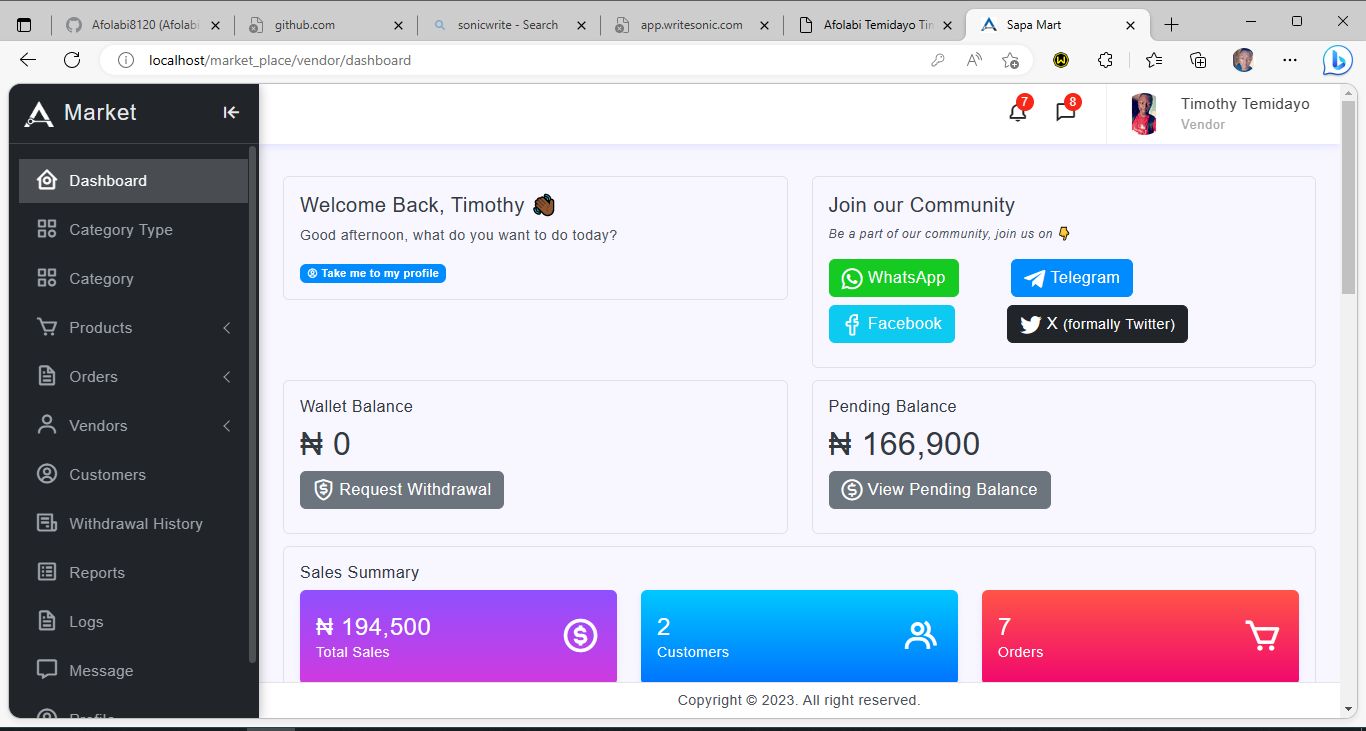 Afolabi8120 (Afolabi
github.com
sonicwrite - Search
app.writesonic.com
Afolabi Temidayo Tim
Sapa Mart
localhost/market_place/vendor/dashboard
Market
7
8
Timothy Temidayo
Vendor
Dashboard
Category Type
Category
Products
Orders
Vendors
Customers
Withdrawal History
Reports
Logs
Message
Profile
Welcome Back, Timothy 👋🏾
Good afternoon, what do you want to do today?
Take me to my profile
Join our Community
Be a part of our community, join us on 👇
WhatsApp
Telegram
Facebook
X (formally Twitter)
Wallet Balance
₦ 0
Request Withdrawal
Pending Balance
₦ 166,900
View Pending Balance
Sales Summary
₦ 194,500
Total Sales
2
Customers
7
Orders
Copyright © 2023. All right reserved.